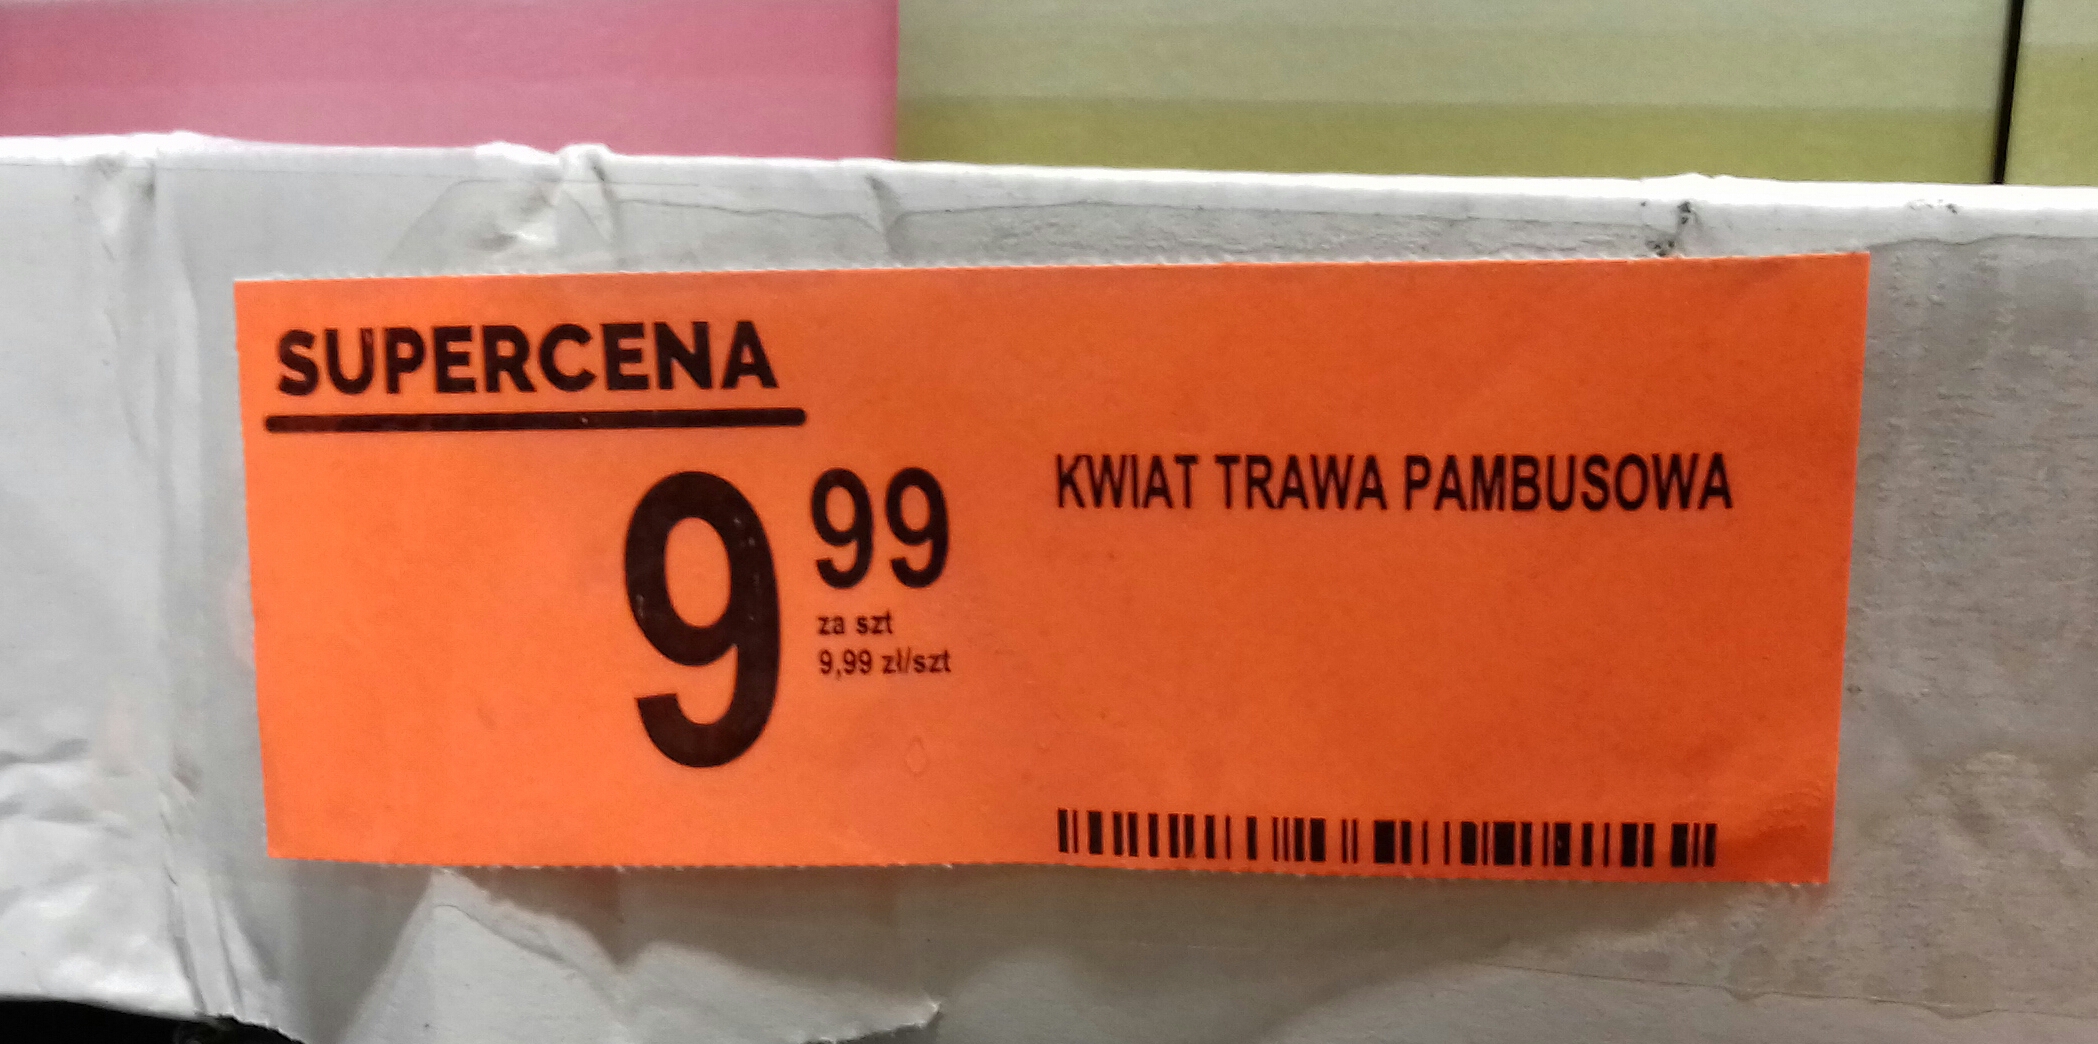 SUPERCENA
9 99
za szt
9,99 zł/szt
KWIAT TRAWA PAMBUSOWA